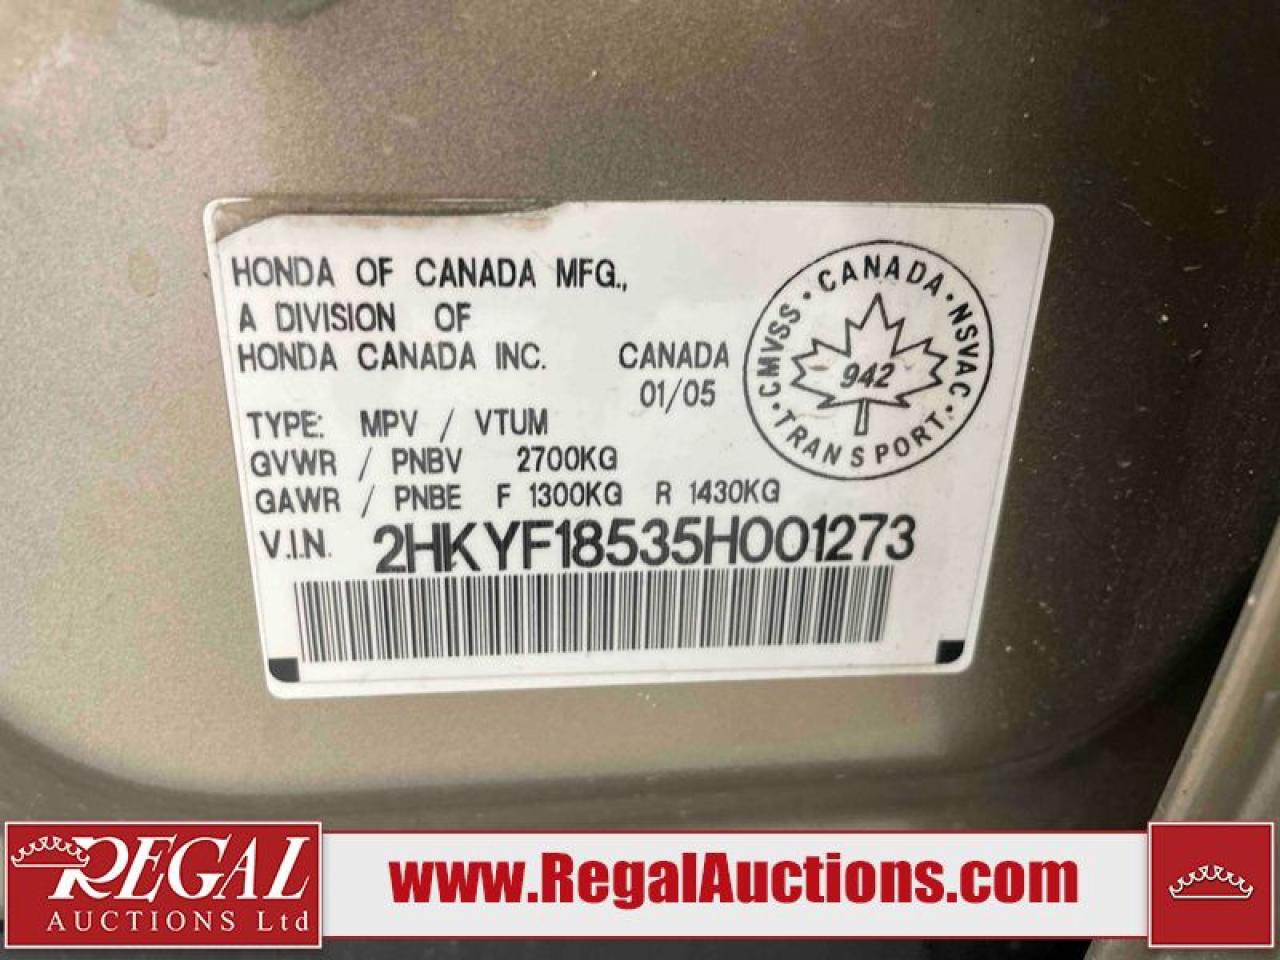 HONDA OF CANADA MFG.,
A DIVISION OF
HONDA CANADA INC. CANADA
01/05
TYPE: MPV / VTUM
GVWR / PNBV 2700KG
GAWR / PNBE F 1300KG R 1430KG
V.I.N. 2HKYF18535H001273
CMVSS · CANADA · NSVAC · TRANSPORT ·
942
REGAL
AUCTIONS Ltd
www.RegalAuctions.com